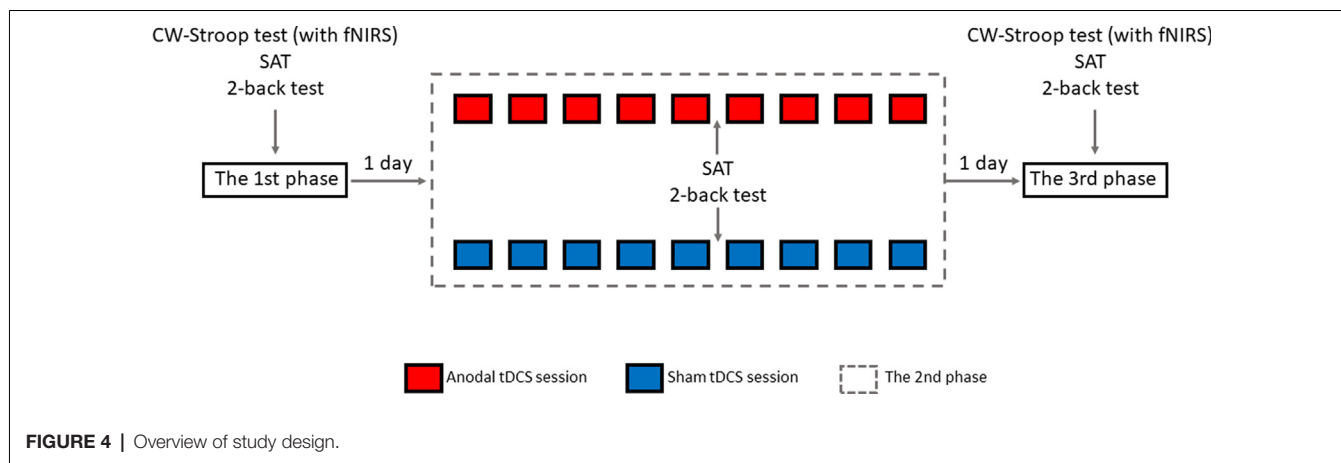 CW-Stroop test (with fNIRS)
SAT
2-back test
The 1st phase
1 day
SAT
2-back test
1 day
CW-Stroop test (with fNIRS)
SAT
2-back test
The 3rd phase
Anodal tDCS session
Sham tDCS session
The 2nd phase
FIGURE 4 | Overview of study design.